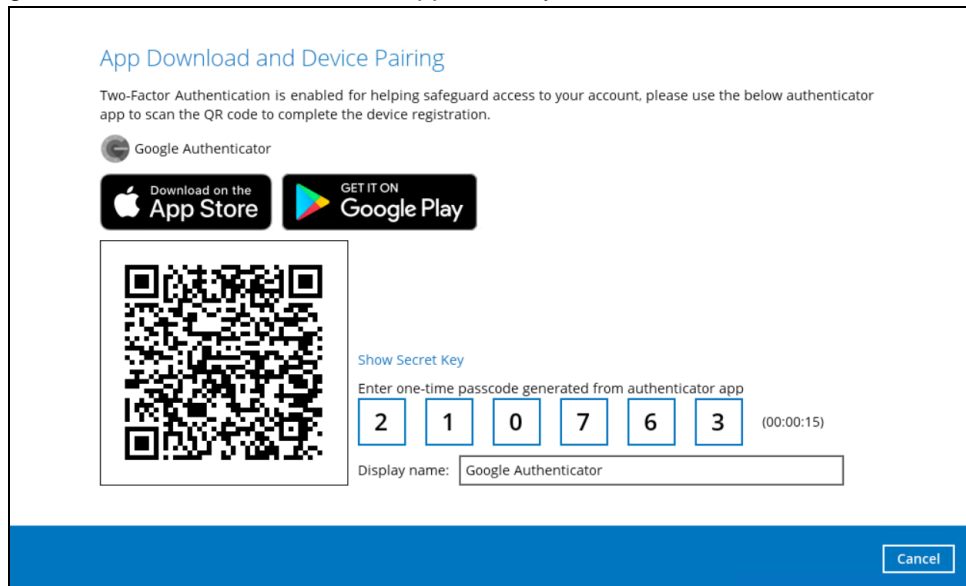 App Download and Device Pairing
Two-Factor Authentication is enabled for helping safeguard access to your account, please use the below authenticator
app to scan the QR code to complete the device registration.
Google Authenticator
Download on the
App Store
GET IT ON
Google Play
Show Secret Key
Enter one-time passcode generated from authenticator app
2 1 0 7 6 3 (00:00:15)
Display name: Google Authenticator
Cancel